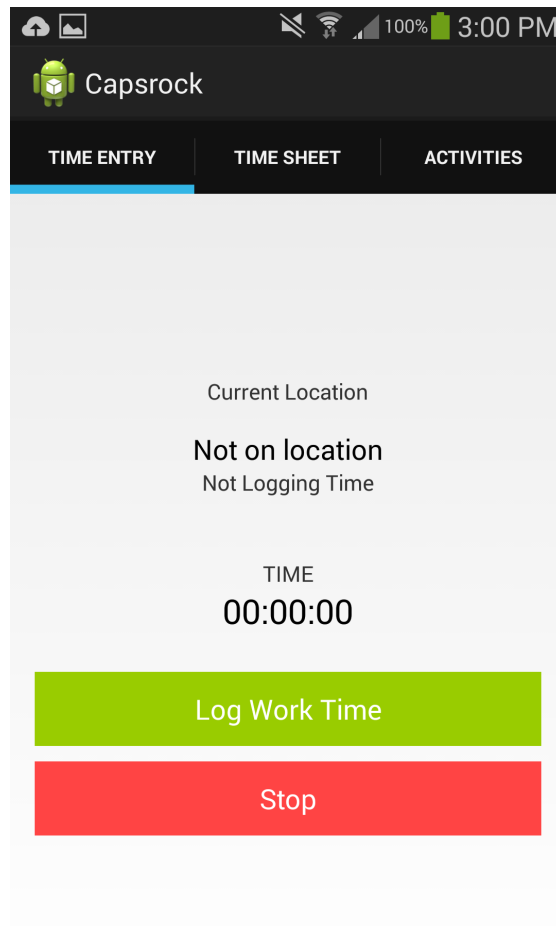 100% 3:00 PM
Capsrock
TIME ENTRY TIME SHEET ACTIVITIES
Current Location
Not on location
Not Logging Time
TIME
00:00:00
Log Work Time
Stop